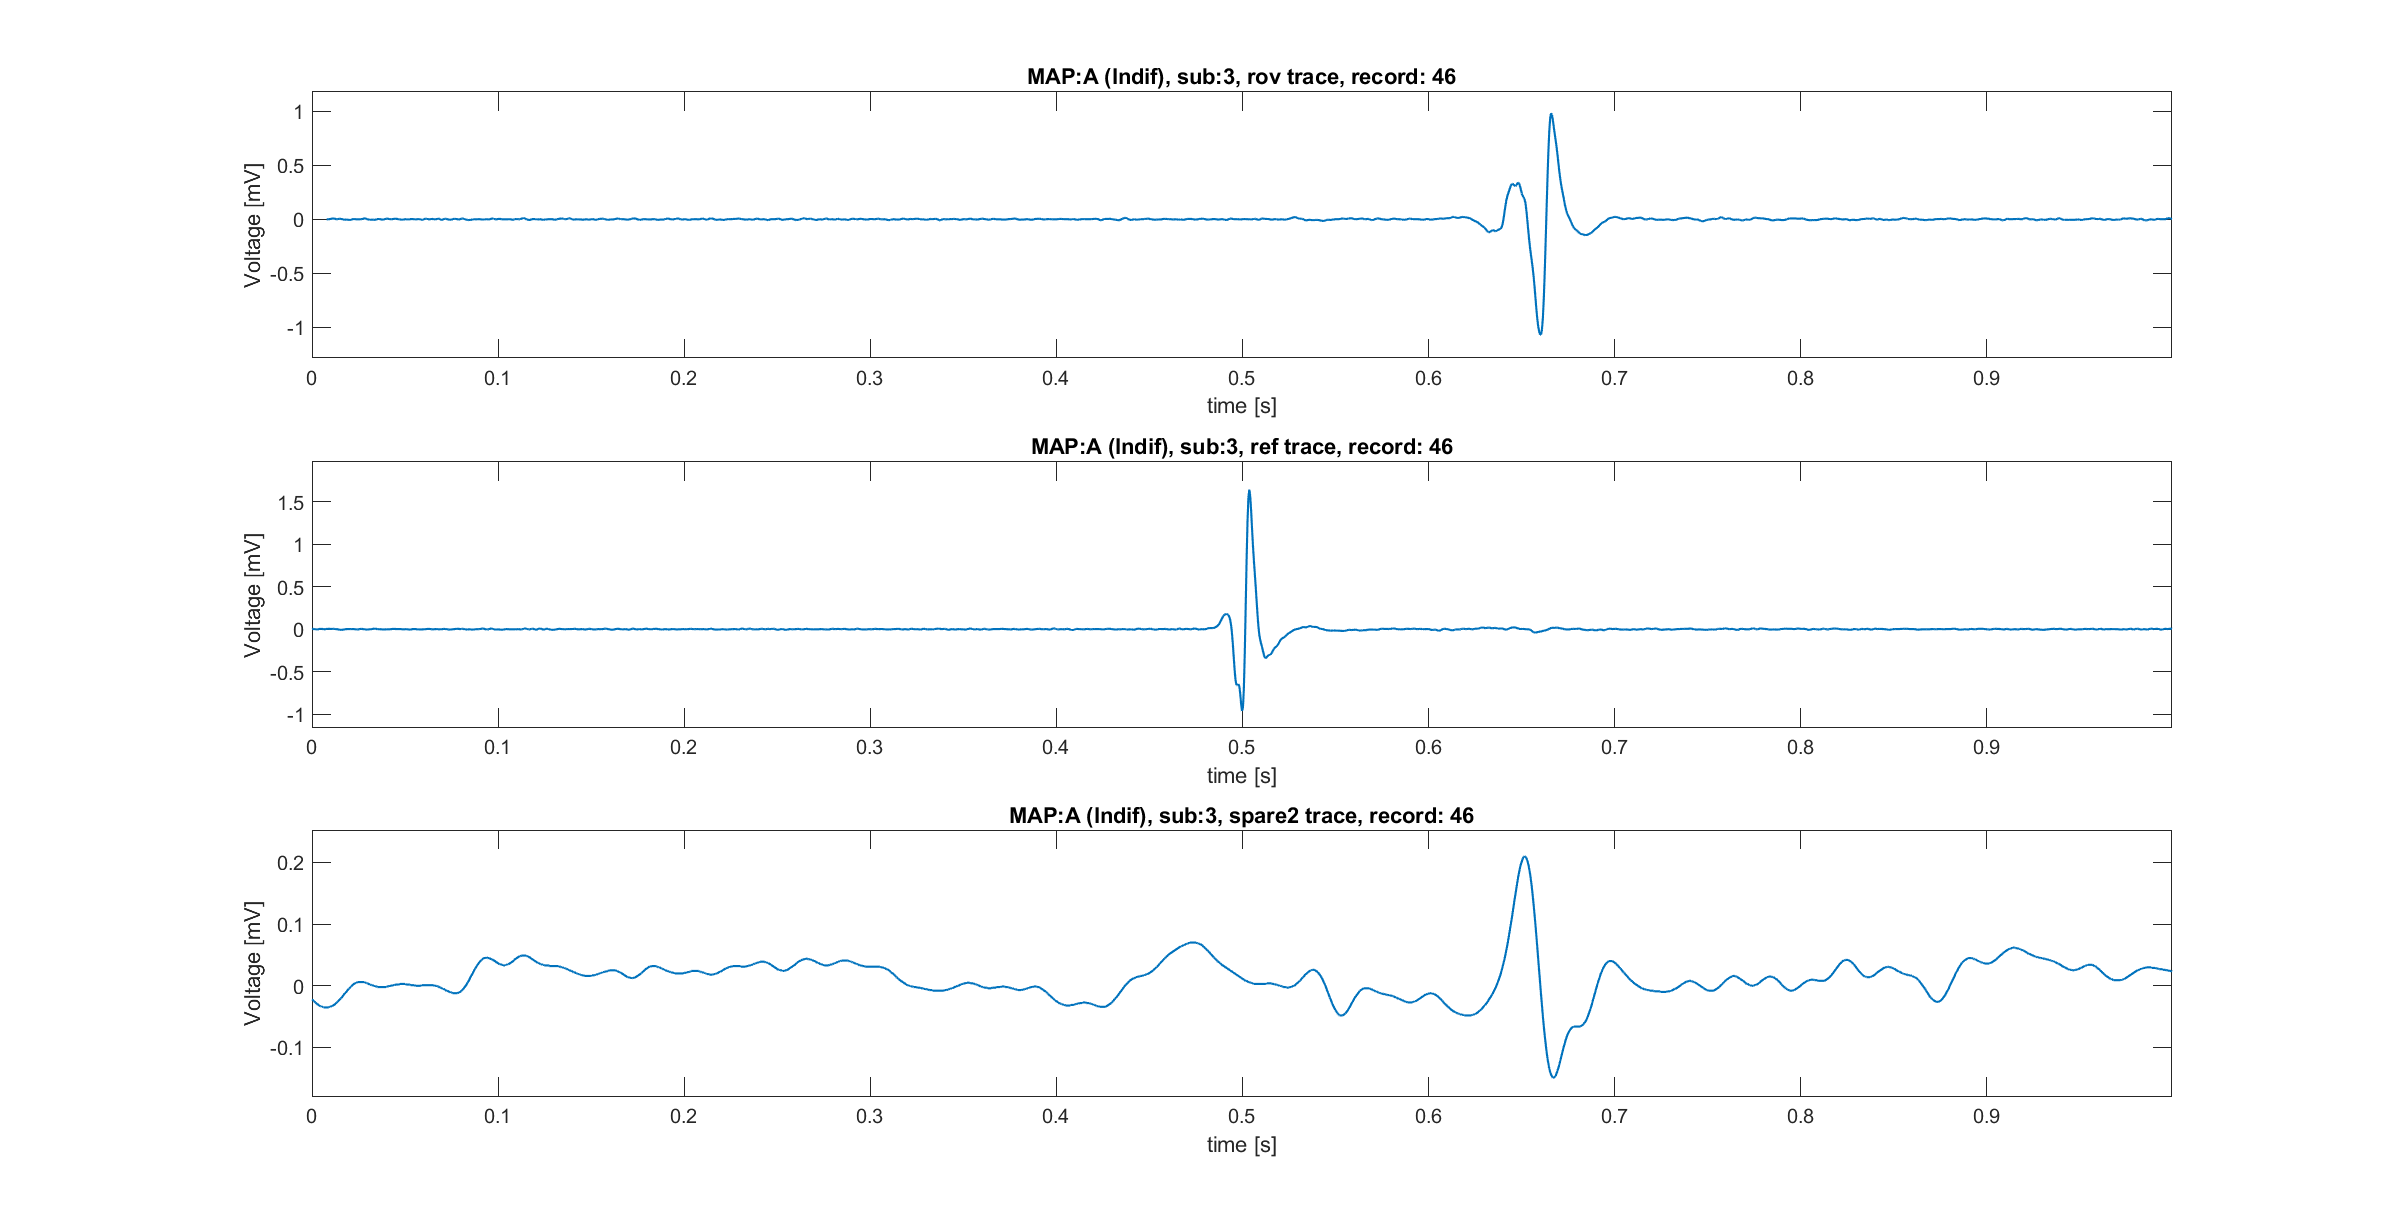 MAP:A (Indif), sub:3, rov trace, record: 46
Voltage [mV]
1
0.5
0
-0.5
-1
0 0.1 0.2 0.3 0.4 0.5 0.6 0.7 0.8 0.9
time [s]
MAP:A (Indif), sub:3, ref trace, record: 46
Voltage [mV]
1.5
1
0.5
0
-0.5
-1
0 0.1 0.2 0.3 0.4 0.5 0.6 0.7 0.8 0.9
time [s]
MAP:A (Indif), sub:3, spare2 trace, record: 46
Voltage [mV]
0.2
0.1
0
-0.1
0 0.1 0.2 0.3 0.4 0.5 0.6 0.7 0.8 0.9
time [s]